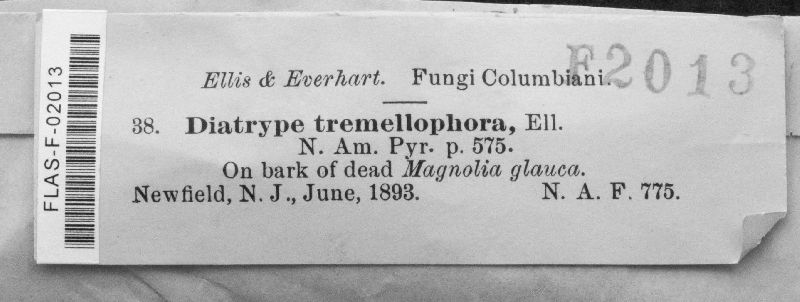 Ellis & Everhart. Fungi Columbiani.
F2013
38. Diatrype tremellophora, Ell.
N. Am. Pyr. p. 575.
On bark of dead Magnolia glauca.
Newfield, N. J., June, 1893. N. A. F. 775.
FLAS-F-02013